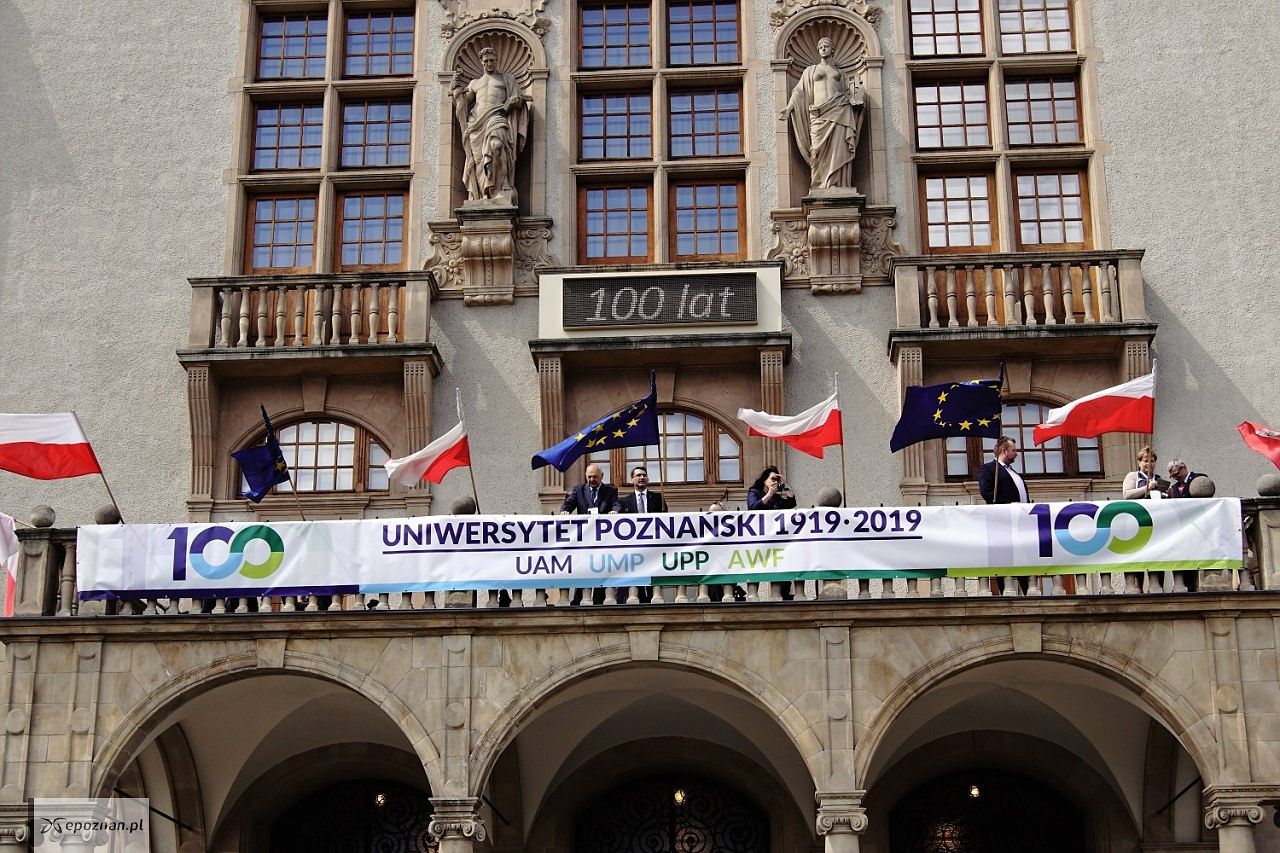 100 lat
100
UNIWERSYTET POZNAŃSKI 1919·2019
UAM UMP UPP AWF
100
epoznan.pl